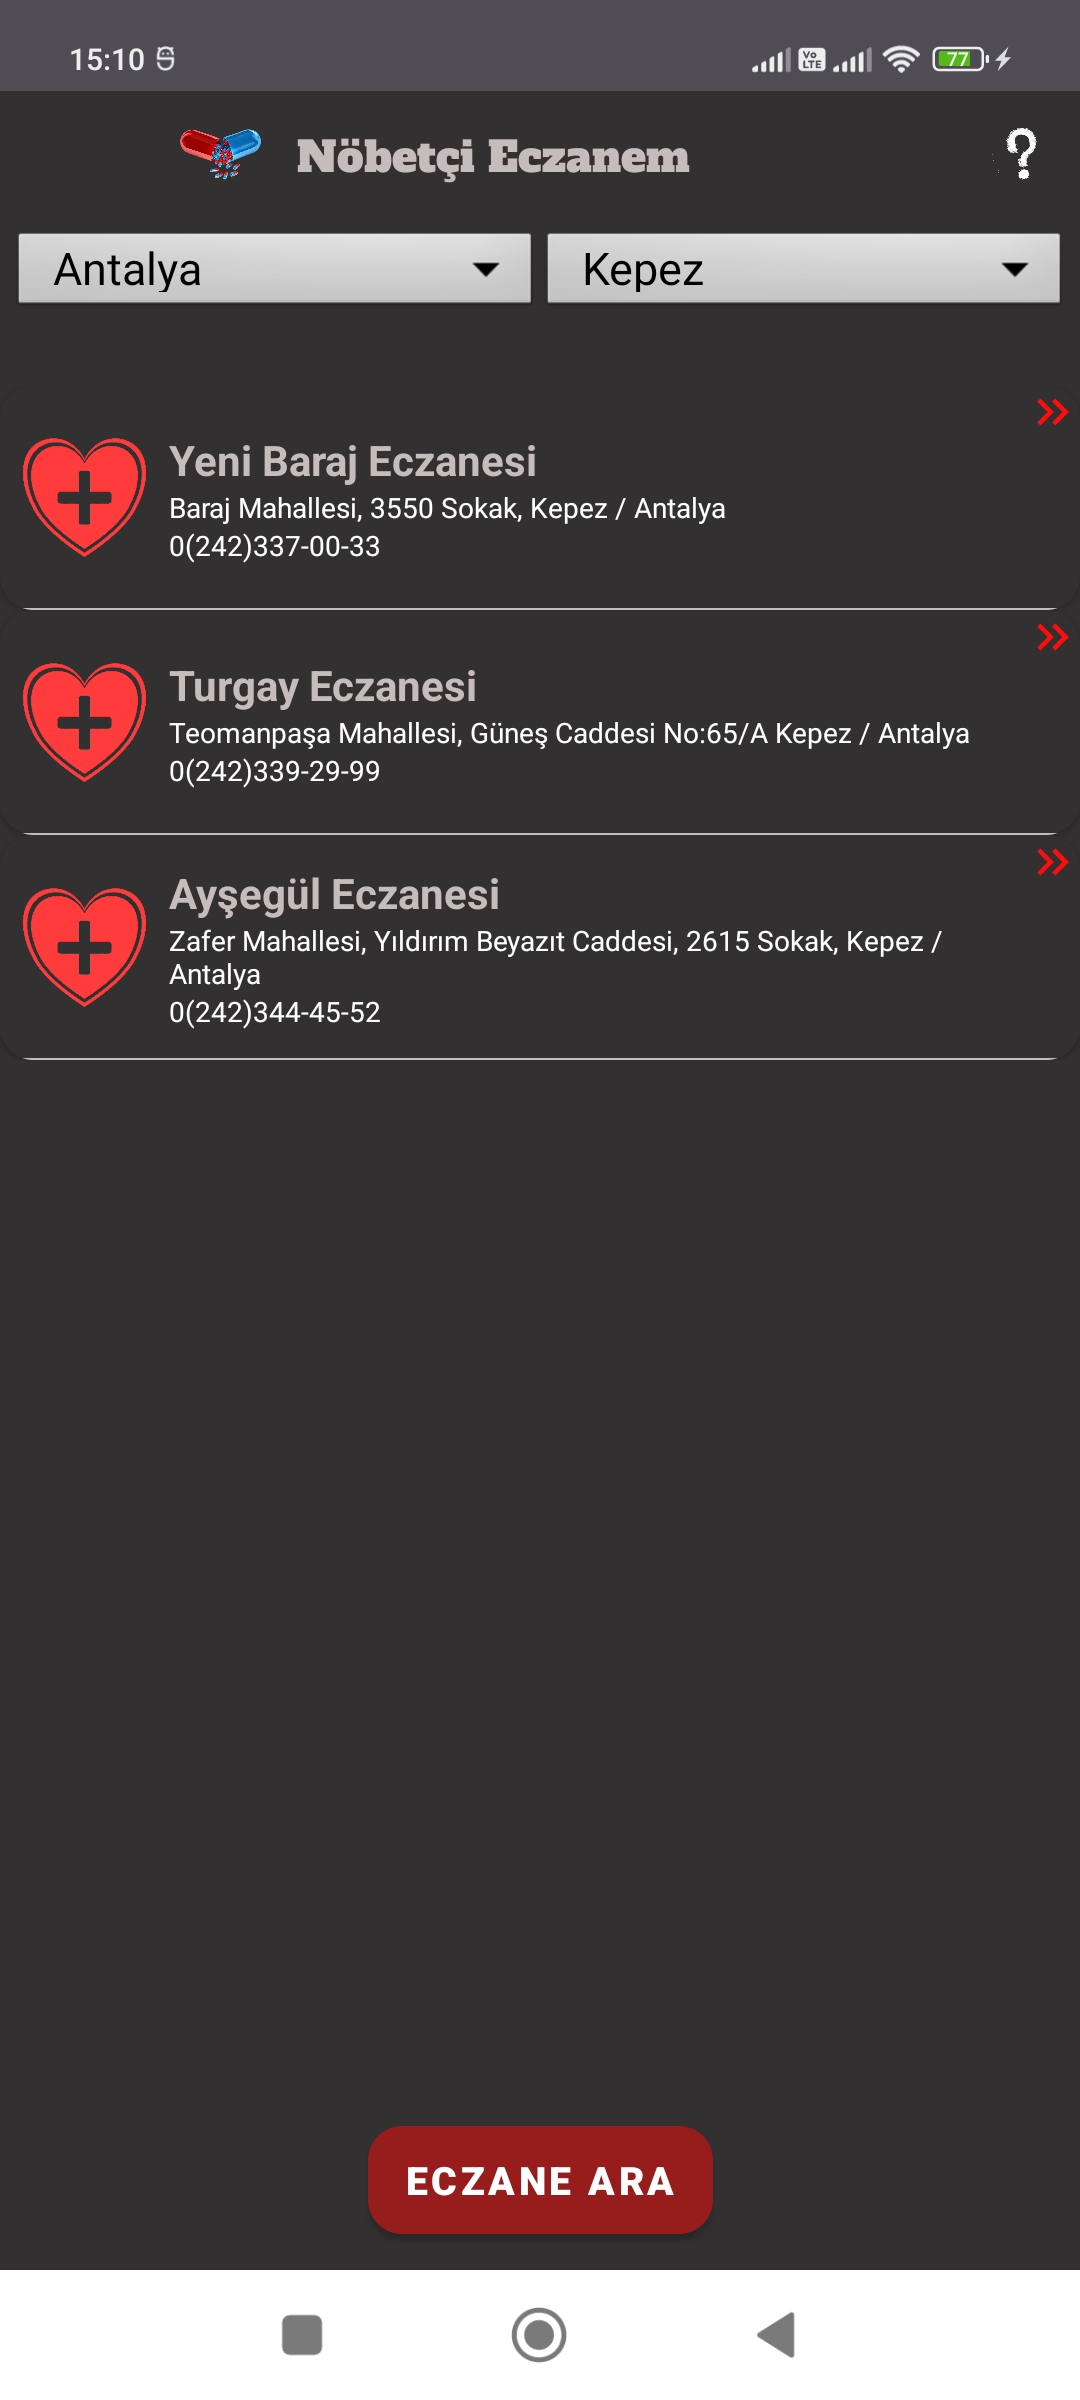 15:10
Vo LTE
77
Nöbetçi Eczanem
?
Antalya
Kepez
Yeni Baraj Eczanesi
Baraj Mahallesi, 3550 Sokak, Kepez / Antalya
0(242)337-00-33
Turgay Eczanesi
Teomanpaşa Mahallesi, Güneş Caddesi No:65/A Kepez / Antalya
0(242)339-29-99
Ayşegül Eczanesi
Zafer Mahallesi, Yıldırım Beyazıt Caddesi, 2615 Sokak, Kepez /
Antalya
0(242)344-45-52
ECZANE ARA